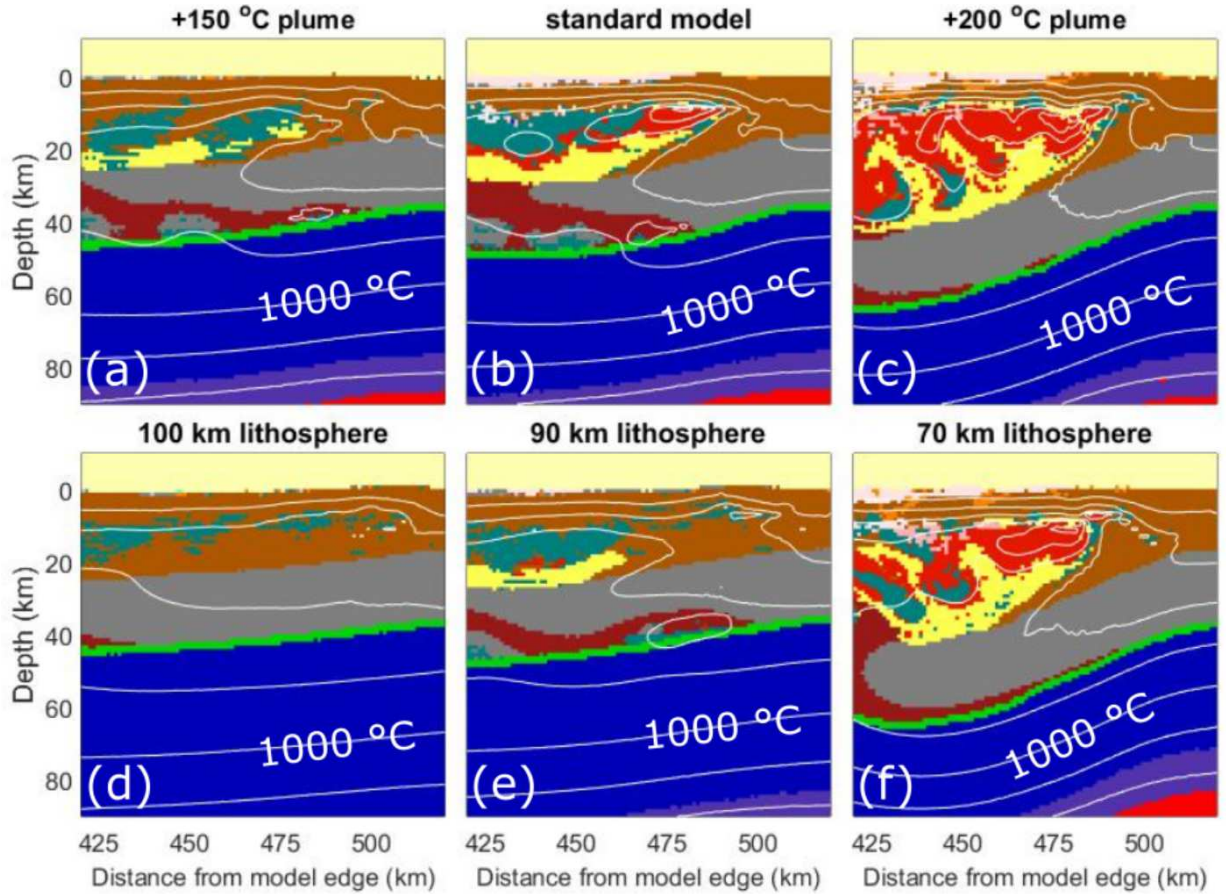 +150 °C plume
standard model
+200 °C plume
Depth (km)
0
20
40
60
80
1000 °C
(a)
1000 °C
(b)
1000 °C
(c)
100 km lithosphere
90 km lithosphere
70 km lithosphere
Depth (km)
0
20
40
60
80
1000 °C
(d)
1000 °C
(e)
1000 °C
(f)
425 450 475 500
425 450 475 500
425 450 475 500
Distance from model edge (km)
Distance from model edge (km)
Distance from model edge (km)